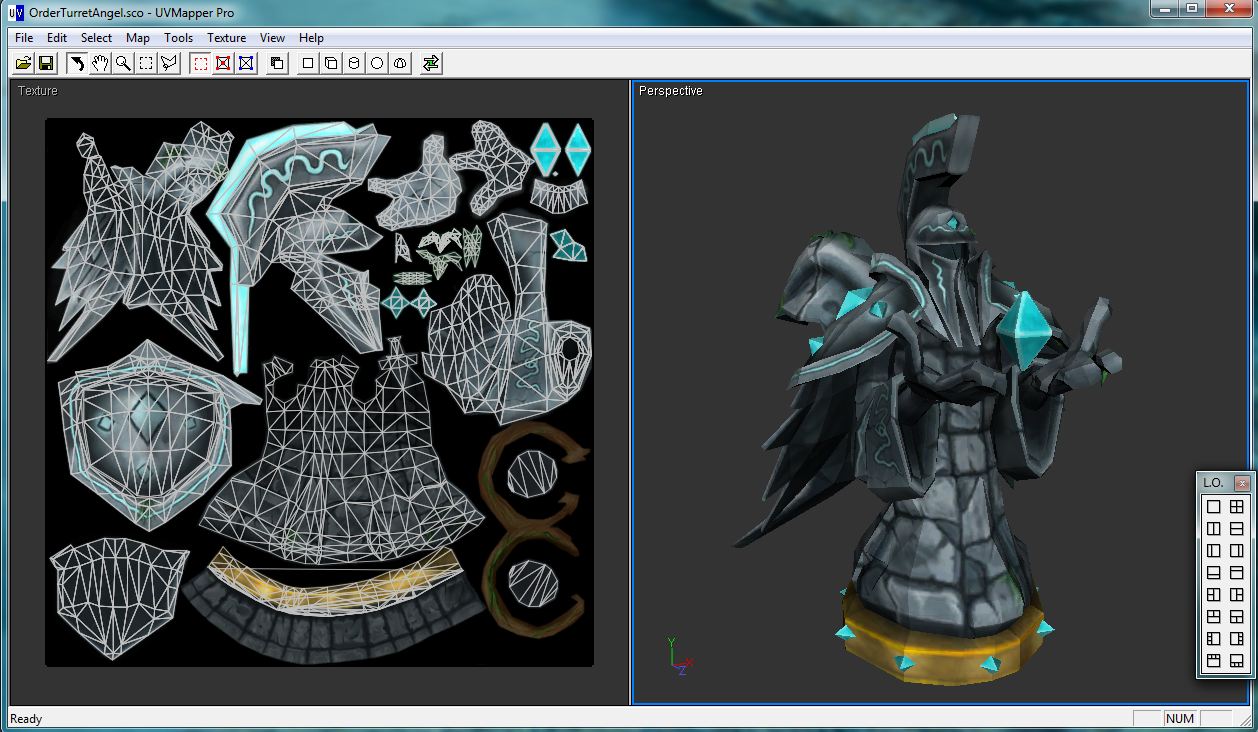 UV OrderTurretAngel.sco - UVMapper Pro
File Edit Select Map Tools Texture View Help
Texture
Perspective
L.O.
Y
X
Z
Ready
NUM